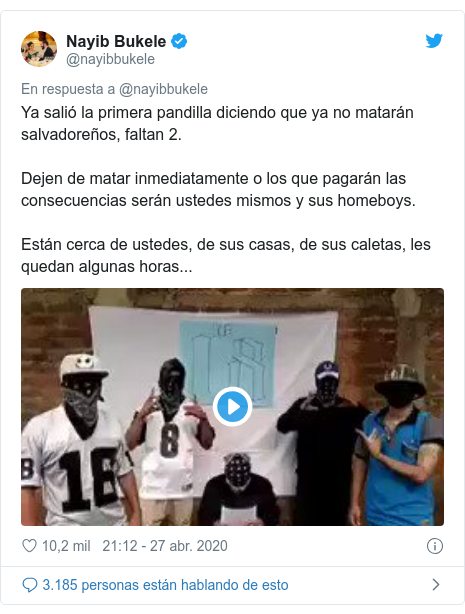 Nayib Bukele
@nayibbukele
En respuesta a @nayibbukele
Ya salió la primera pandilla diciendo que ya no matarán
salvadoreños, faltan 2.
Dejen de matar inmediatamente o los que pagarán las
consecuencias serán ustedes mismos y sus homeboys.
Están cerca de ustedes, de sus casas, de sus caletas, les
quedan algunas horas...
18
8
16
8
10,2 mil 21:12 - 27 abr. 2020
3.185 personas están hablando de esto